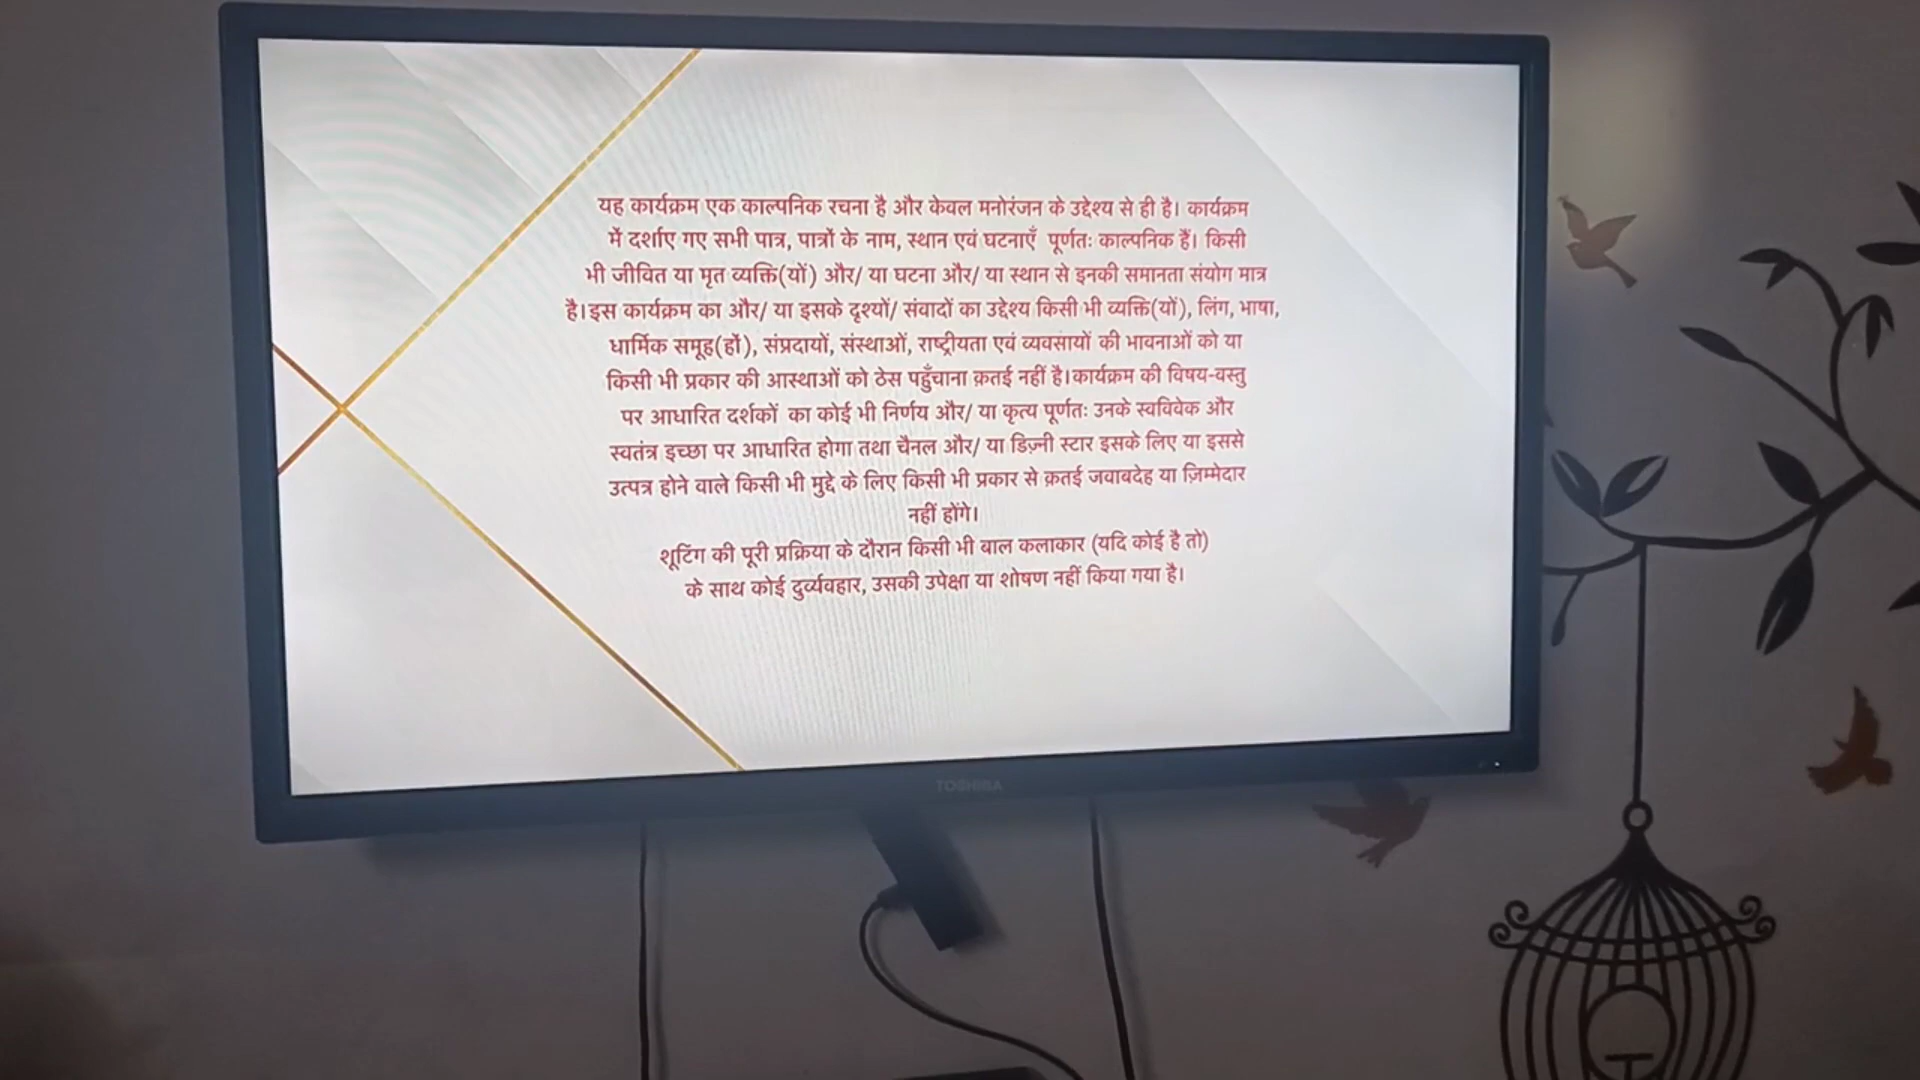 यह कार्यक्रम एक काल्पनिक रचना है और केवल मनोरंजन के उद्देश्य से ही है। कार्यक्रम
में दर्शाए गए सभी पात्र, पात्रों के नाम, स्थान एवं घटनाएँ पूर्णतः काल्पनिक हैं। किसी
भी जीवित या मृत व्यक्ति(यों) और/ या घटना और/ या स्थान से इनकी समानता संयोग मात्र
है।इस कार्यक्रम का और/ या इसके दृश्यों/ संवादों का उद्देश्य किसी भी व्यक्ति(यों), लिंग, भाषा,
धार्मिक समूह(हों), संप्रदायों, संस्थाओं, राष्ट्रीयता एवं व्यवसायों की भावनाओं को या
किसी भी प्रकार की आस्थाओं को ठेस पहुँचाना क़तई नहीं है।कार्यक्रम की विषय-वस्तु
पर आधारित दर्शकों का कोई भी निर्णय और/ या कृत्य पूर्णतः उनके स्वविवेक और
स्वतंत्र इच्छा पर आधारित होगा तथा चैनल और/ या डिज़्नी स्टार इसके लिए या इससे
उत्पन्न होने वाले किसी भी मुद्दे के लिए किसी भी प्रकार से क़तई जवाबदेह या ज़िम्मेदार
नहीं होंगे।
शूटिंग की पूरी प्रक्रिया के दौरान किसी भी बाल कलाकार (यदि कोई है तो)
के साथ कोई दुर्व्यवहार, उसकी उपेक्षा या शोषण नहीं किया गया है।
TOSHIBA